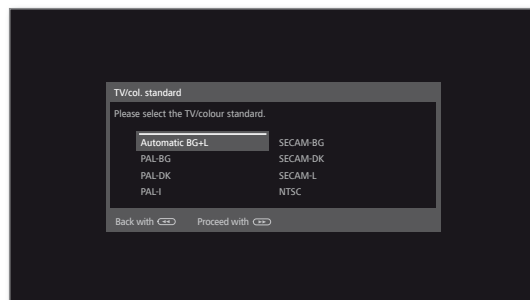 TV/col. standard
Please select the TV/colour standard.
Automatic BG+L
PAL-BG
PAL-DK
PAL-I
SECAM-BG
SECAM-DK
SECAM-L
NTSC
Back with Proceed with